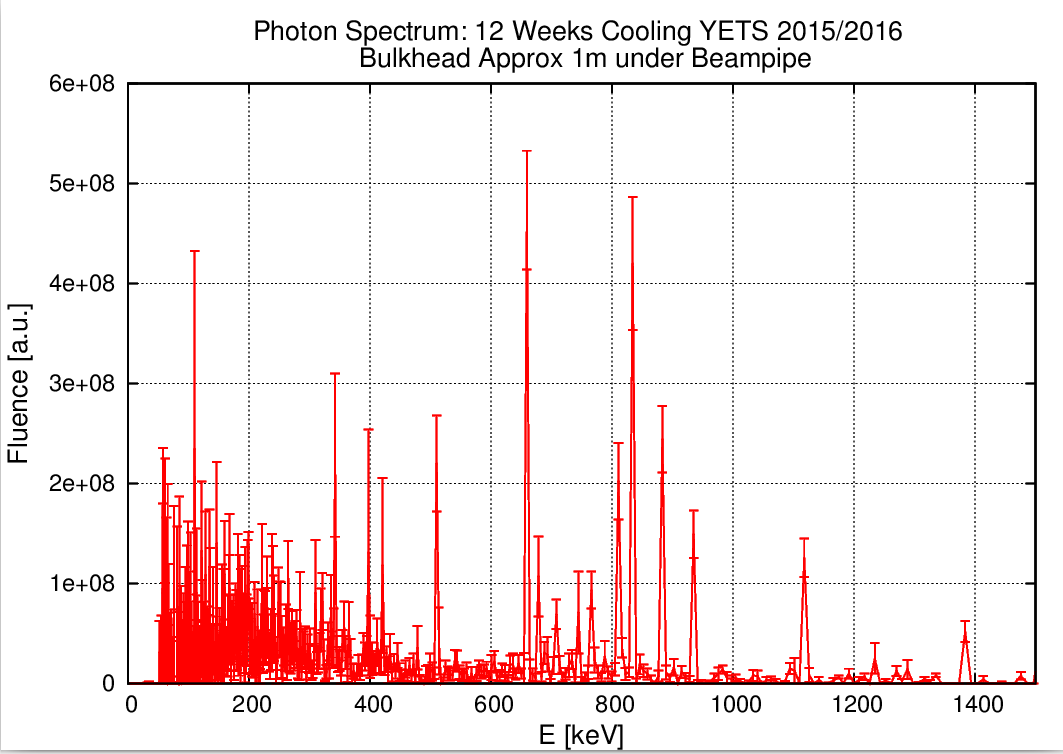 Photon Spectrum: 12 Weeks Cooling YETS 2015/2016
Bulkhead Approx 1m under Beampipe
6e+08
5e+08
4e+08
3e+08
2e+08
1e+08
0
Fluence [a.u.]
0 200 400 600 800 1000 1200 1400
E [keV]